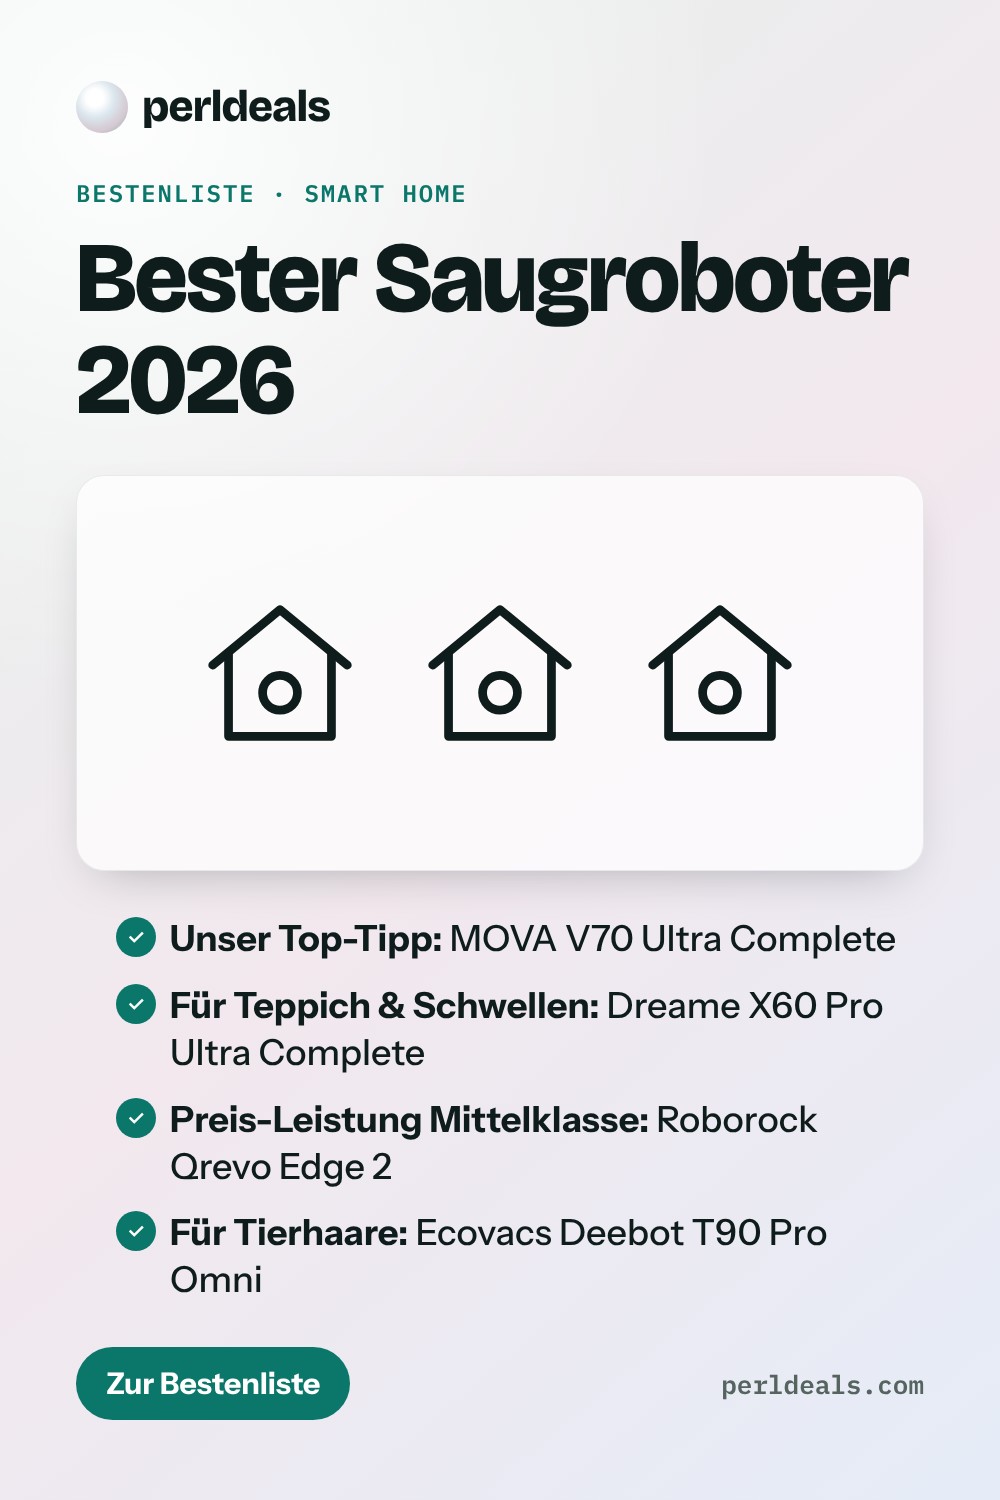 perldeals
BESTENLISTE · SMART HOME
Bester Saugroboter
2026
Unser Top-Tipp: MOVA V70 Ultra Complete
Für Teppich & Schwellen: Dreame X60 Pro
Ultra Complete
Preis-Leistung Mittelklasse: Roborock
Qrevo Edge 2
Für Tierhaare: Ecovacs Deebot T90 Pro
Omni
Zur Bestenliste
perldeals.com